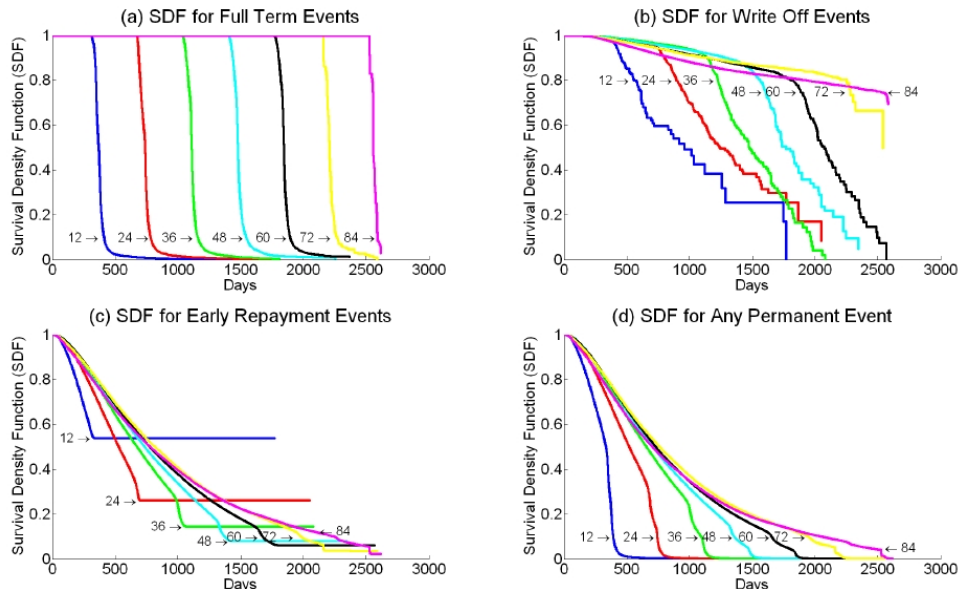 (a) SDF for Full Term Events
Survival Density Function (SDF)
1
0.8
0.6
0.4
0.2
0
12→ 24→ 36→ 48→ 60→ 72→ 84→
0 500 1000 1500 2000 2500 3000
Days
(b) SDF for Write Off Events
Survival Density Function (SDF)
1
0.8
0.6
0.4
0.2
0
12→ 24→ 36→ 48→ 60→ 72→ ←84
0 500 1000 1500 2000 2500 3000
Days
(c) SDF for Early Repayment Events
Survival Density Function (SDF)
1
0.8
0.6
0.4
0.2
0
12→
24→
36→
48→
60→
72→
←84
0 500 1000 1500 2000 2500 3000
Days
(d) SDF for Any Permanent Event
Survival Density Function (SDF)
1
0.8
0.6
0.4
0.2
0
12→ 24→ 36→ 48→ 60→ 72→ ←84
0 500 1000 1500 2000 2500 3000
Days